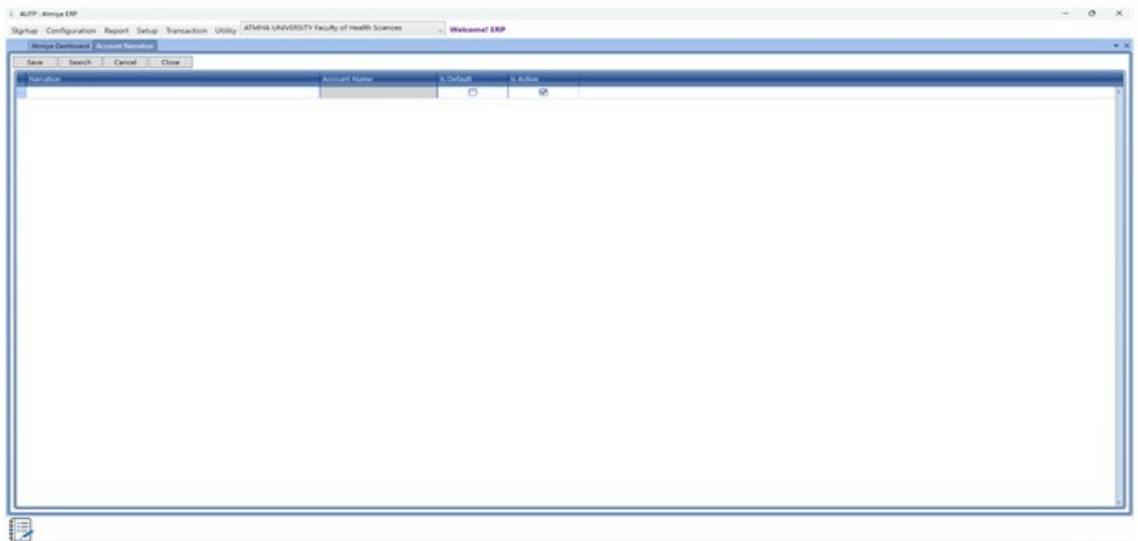 AUFP : Atmiya ERP
Startup Configuration Report Setup Transaction Utility ATMIYA UNIVERSITY Faculty of Health Sciences Welcome! ERP
Atmiya Dashboard Account Narration
Save Search Cancel Close
Narration Account Name Is Default Is Active